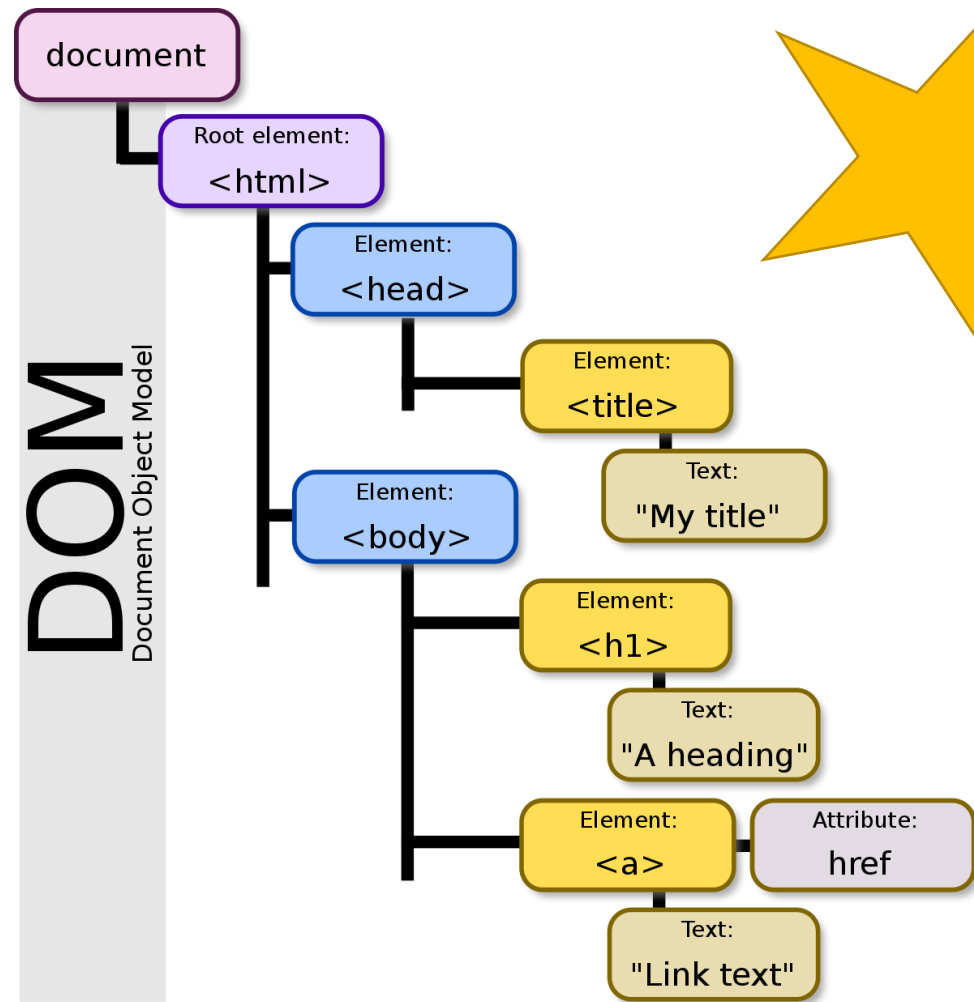 document
Root element:
<html>
Element:
<head>
Element:
<title>
Text:
"My title"
Element:
<body>
Element:
<h1>
Text:
"A heading"
Element:
<a>
Attribute:
href
Text:
"Link text"
DOM
Document Object Model